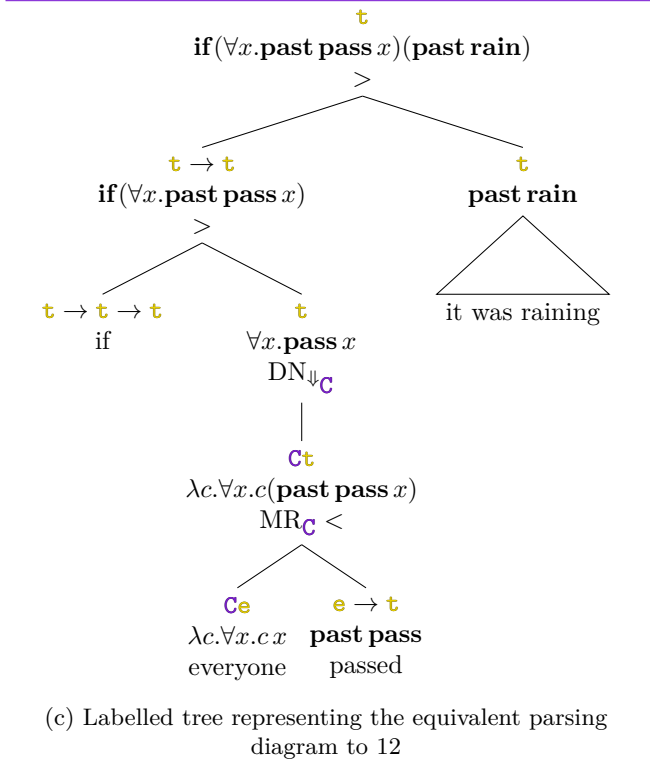 t
if(∀x.past pass x)(past rain)
>
t → t
t
if(∀x.past pass x)
past rain
>
t → t → t
t
it was raining
if
∀x.pass x
DN⇓C
Ct
λc.∀x.c(past pass x)
MRC <
Ce
e → t
λc.∀x.c x
past pass
everyone
passed
(c) Labelled tree representing the equivalent parsing
diagram to 12